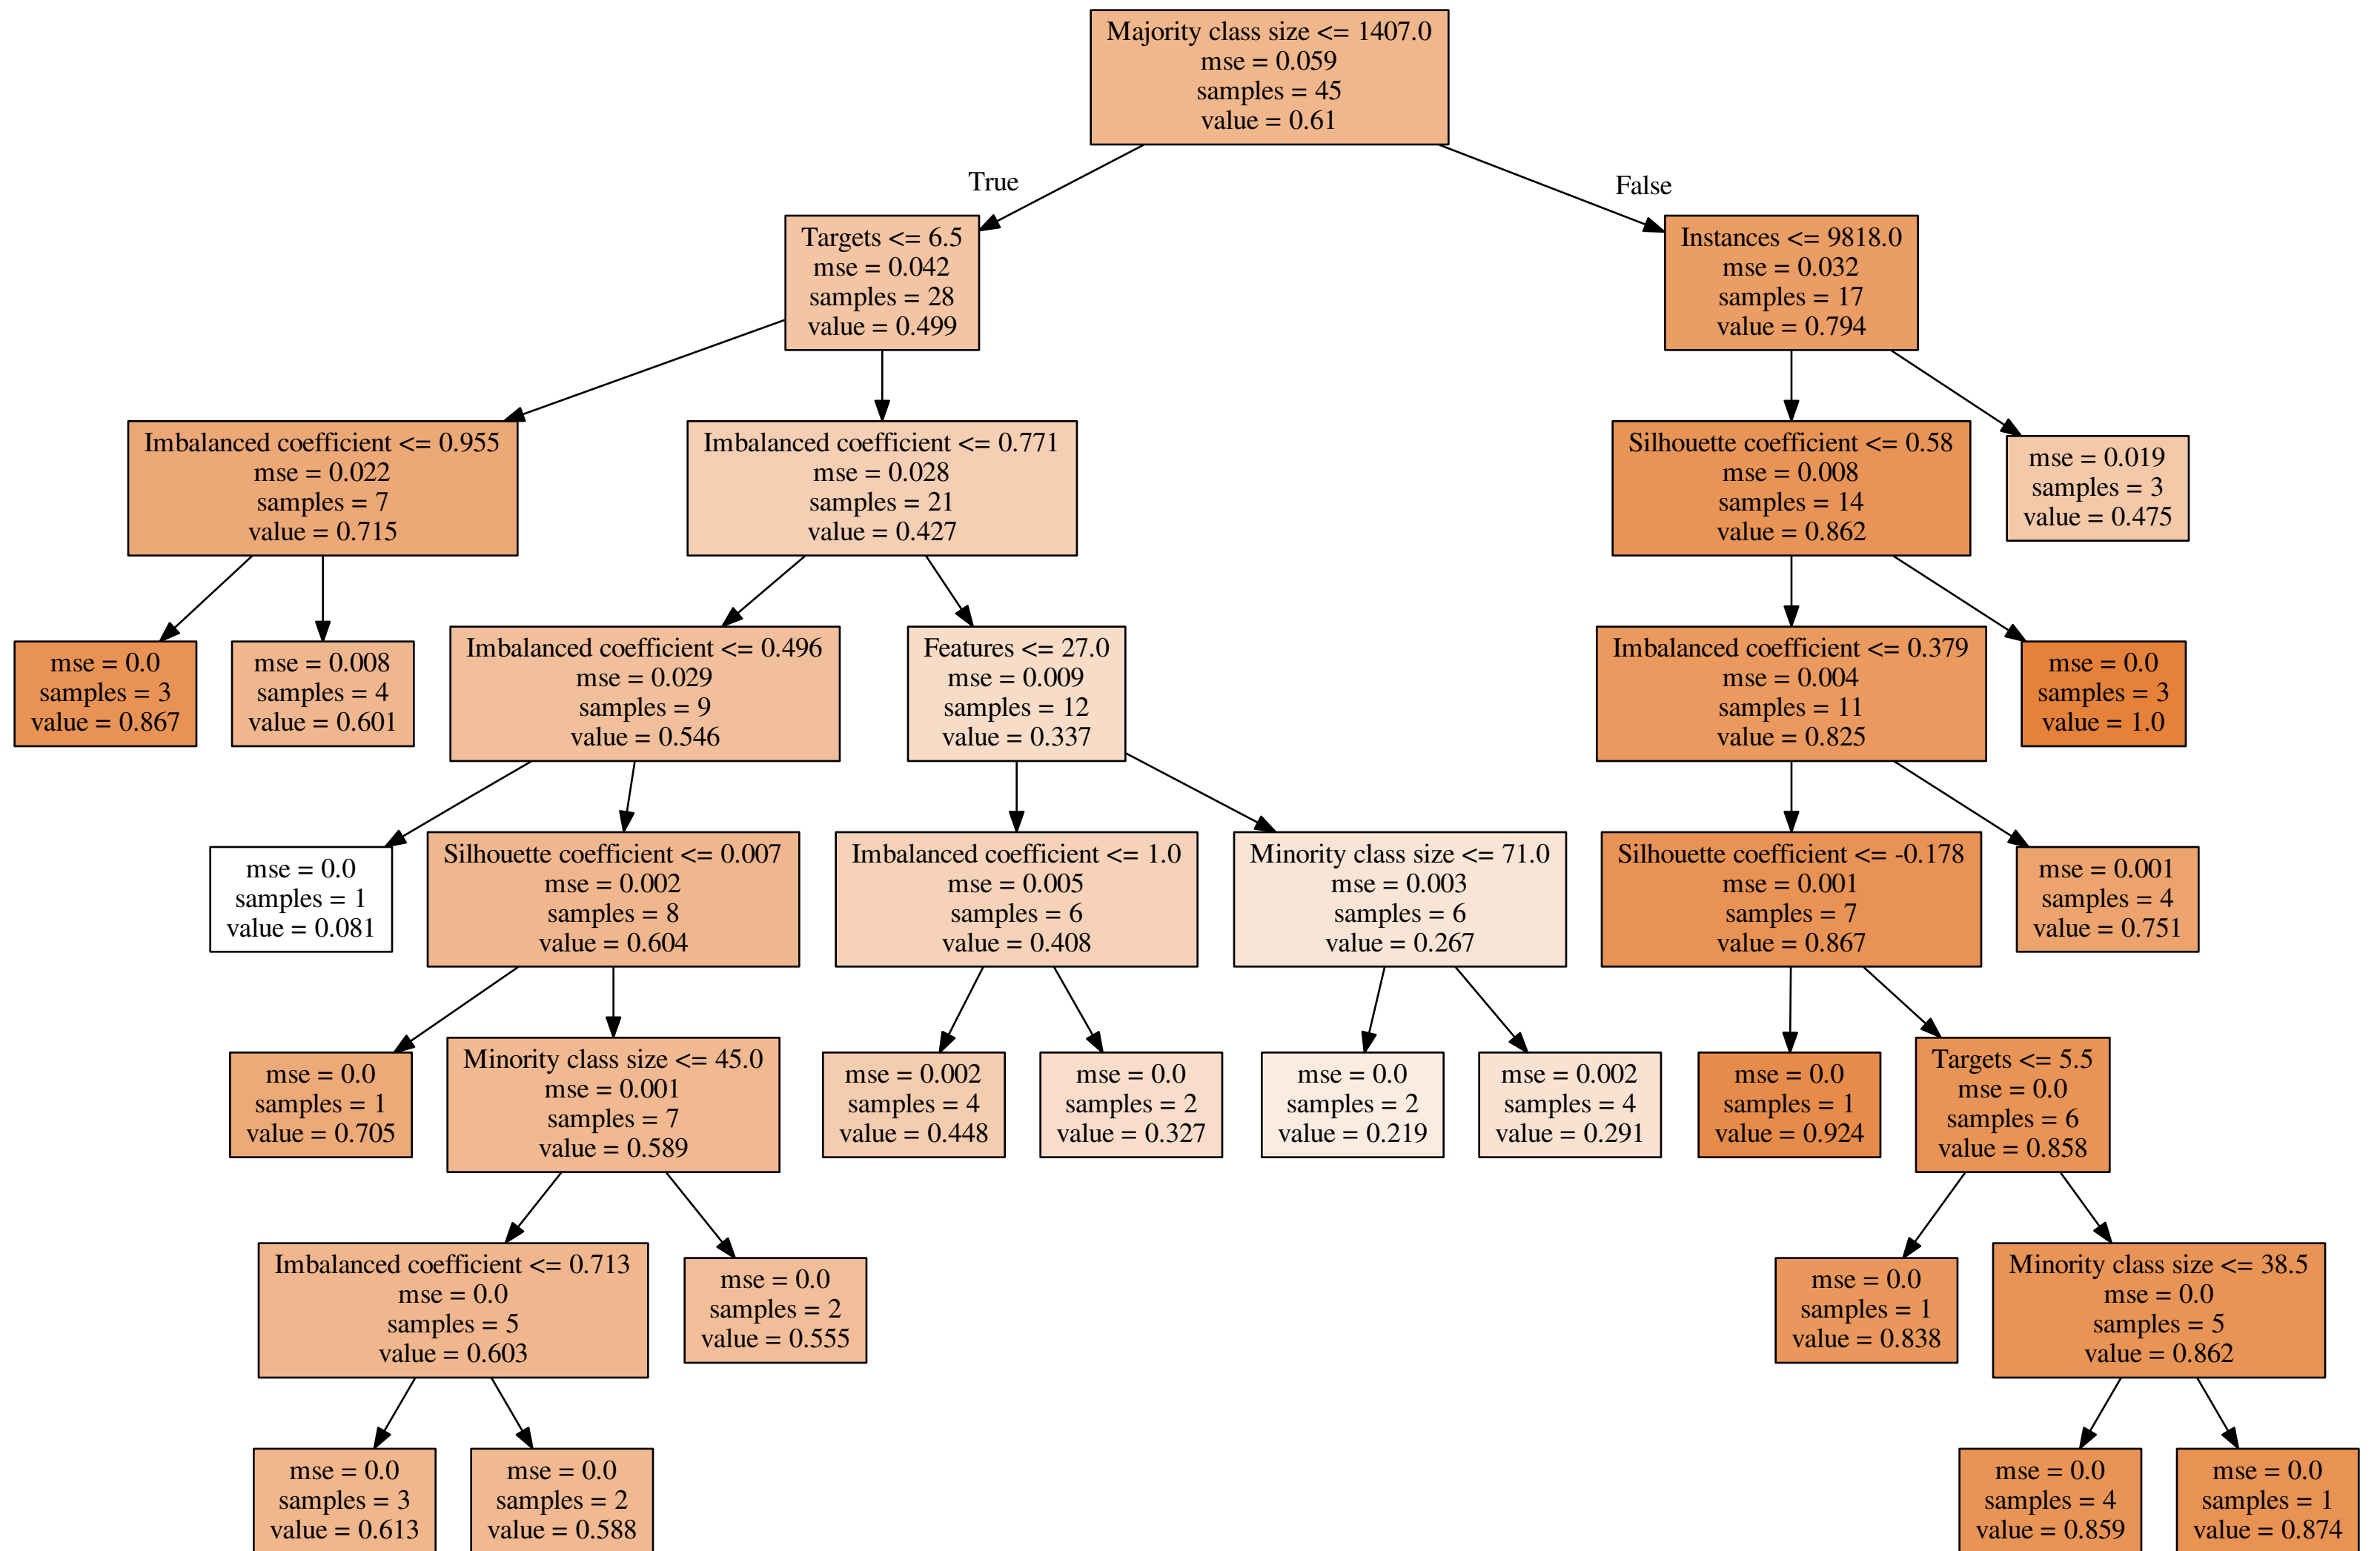 Majority class size <= 1407.0
mse = 0.059
samples = 45
value = 0.61
True
False
Targets <= 6.5
mse = 0.042
samples = 28
value = 0.499
Instances <= 9818.0
mse = 0.032
samples = 17
value = 0.794
Imbalanced coefficient <= 0.955
mse = 0.022
samples = 7
value = 0.715
Imbalanced coefficient <= 0.771
mse = 0.028
samples = 21
value = 0.427
Silhouette coefficient <= 0.58
mse = 0.008
samples = 14
value = 0.862
mse = 0.019
samples = 3
value = 0.475
mse = 0.0
samples = 3
value = 0.867
mse = 0.008
samples = 4
value = 0.601
Imbalanced coefficient <= 0.496
mse = 0.029
samples = 9
value = 0.546
Features <= 27.0
mse = 0.009
samples = 12
value = 0.337
Imbalanced coefficient <= 0.379
mse = 0.004
samples = 11
value = 0.825
mse = 0.0
samples = 3
value = 1.0
mse = 0.0
samples = 1
value = 0.081
Silhouette coefficient <= 0.007
mse = 0.002
samples = 8
value = 0.604
Imbalanced coefficient <= 1.0
mse = 0.005
samples = 6
value = 0.408
Minority class size <= 71.0
mse = 0.003
samples = 6
value = 0.267
Silhouette coefficient <= -0.178
mse = 0.001
samples = 7
value = 0.867
mse = 0.001
samples = 4
value = 0.751
mse = 0.0
samples = 1
value = 0.705
Minority class size <= 45.0
mse = 0.001
samples = 7
value = 0.589
mse = 0.002
samples = 4
value = 0.448
mse = 0.0
samples = 2
value = 0.327
mse = 0.0
samples = 2
value = 0.219
mse = 0.002
samples = 4
value = 0.291
mse = 0.0
samples = 1
value = 0.924
Targets <= 5.5
mse = 0.0
samples = 6
value = 0.858
Imbalanced coefficient <= 0.713
mse = 0.0
samples = 5
value = 0.603
mse = 0.0
samples = 2
value = 0.555
mse = 0.0
samples = 1
value = 0.838
Minority class size <= 38.5
mse = 0.0
samples = 5
value = 0.862
mse = 0.0
samples = 3
value = 0.613
mse = 0.0
samples = 2
value = 0.588
mse = 0.0
samples = 4
value = 0.859
mse = 0.0
samples = 1
value = 0.874